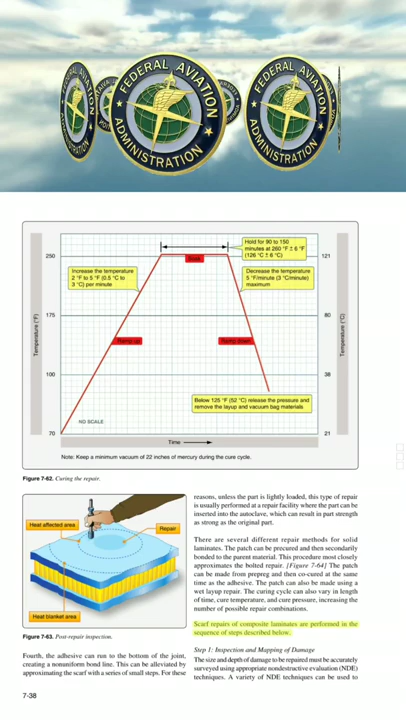 FEDERAL AVIATION
ADMINISTRATION
FEDERAL AVIATION
ADMINISTRATION
Hold for 90 to 150
minutes at 260 °F ± 6 °F
(126 °C ± 6 °C)
250
Soak
121
Increase the temperature
2 °F to 5 °F (0.5 °C to
3 °C) per minute
Decrease the temperature
5 °F/minute (3 °C/minute)
maximum
175
80
Temperature (°F)
Temperature (°C)
Ramp up
Ramp down
100
38
Below 125 °F (52 °C) release the pressure and
remove the layup and vacuum bag materials
NO SCALE
70
21
Time
Note: Keep a minimum vacuum of 22 inches of mercury during the cure cycle.
Figure 7-62. Curing the repair.
Heat affected area
Repair
Heat blanket area
Figure 7-63. Post-repair inspection.
Fourth, the adhesive can run to the bottom of the joint,
creating a nonuniform bond line. This can be alleviated by
approximating the scarf with a series of small steps. For these
reasons, unless the part is lightly loaded, this type of repair
is usually performed at a repair facility where the part can be
inserted into the autoclave, which can result in part strength
as strong as the original part.
There are several different repair methods for solid
laminates. The patch can be precured and then secondarily
bonded to the parent material. This procedure most closely
approximates the bolted repair. [Figure 7-64] The patch
can be made from prepreg and then co-cured at the same
time as the adhesive. The patch can also be made using a
wet layup repair. The curing cycle can also vary in length
of time, cure temperature, and cure pressure, increasing the
number of possible repair combinations.
Scarf repairs of composite laminates are performed in the
sequence of steps described below.
Step 1: Inspection and Mapping of Damage
The size and depth of damage to be repaired must be accurately
surveyed using appropriate nondestructive evaluation (NDE)
techniques. A variety of NDE techniques can be used to
7-38